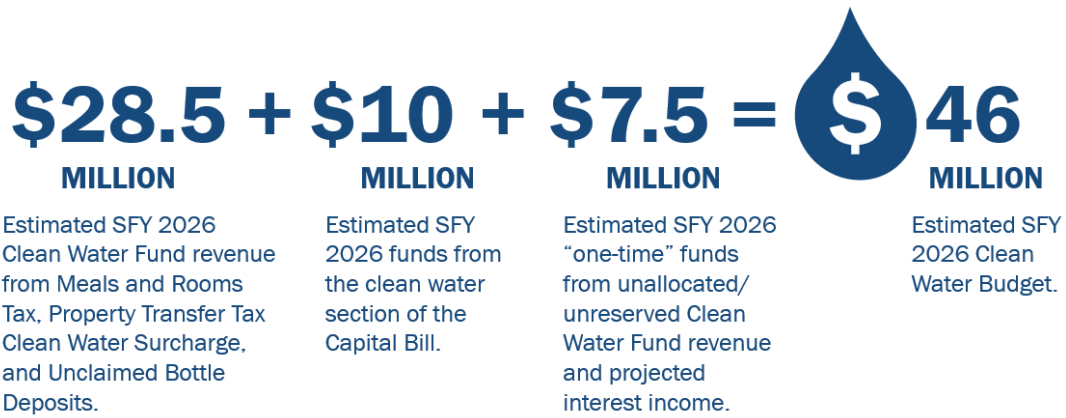 $28.5 + $10 + $7.5 = $ 46
MILLION MILLION MILLION MILLION
Estimated SFY 2026
Clean Water Fund revenue
from Meals and Rooms
Tax, Property Transfer Tax
Clean Water Surcharge,
and Unclaimed Bottle
Deposits.
Estimated SFY
2026 funds from
the clean water
section of the
Capital Bill.
Estimated SFY 2026
“one-time” funds
from unallocated/
unreserved Clean
Water Fund revenue
and projected
interest income.
Estimated SFY
2026 Clean
Water Budget.